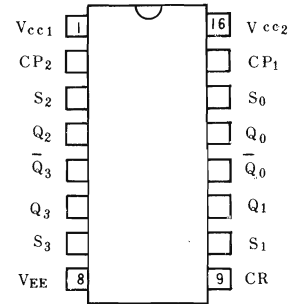 Vcc1 1 16 Vcc2
CP2 CP1
S2 S0
Q2 Q0
Q̅3 Q̅0
Q3 Q1
S3 S1
VEE 8 9 CR